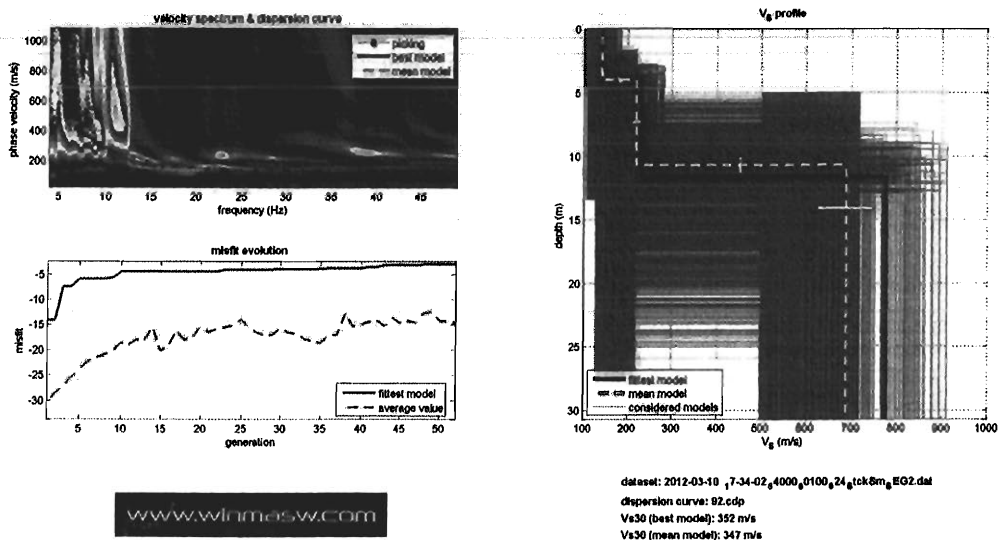 velocity spectrum & dispersion curve
phase velocity (m/s)
1000
800
600
400
200
picking
best model
mean model
5 10 15 20 25 30 35 40 45
frequency (Hz)
misfit evolution
misfit
-5
-10
-15
-20
-25
-30
fittest model
average value
5 10 15 20 25 30 35 40 45 50
generation
www.winmasw.com
VS profile
depth (m)
0
5
10
15
20
25
30
fittest model
mean model
considered models
100 200 300 400 500 600 700 800 900 1000
VS (m/s)
dataset: 2012-03-10
dispersion curve: 92.cdp
Vs30 (best model): 352 m/s
Vs30 (mean model): 347 m/s